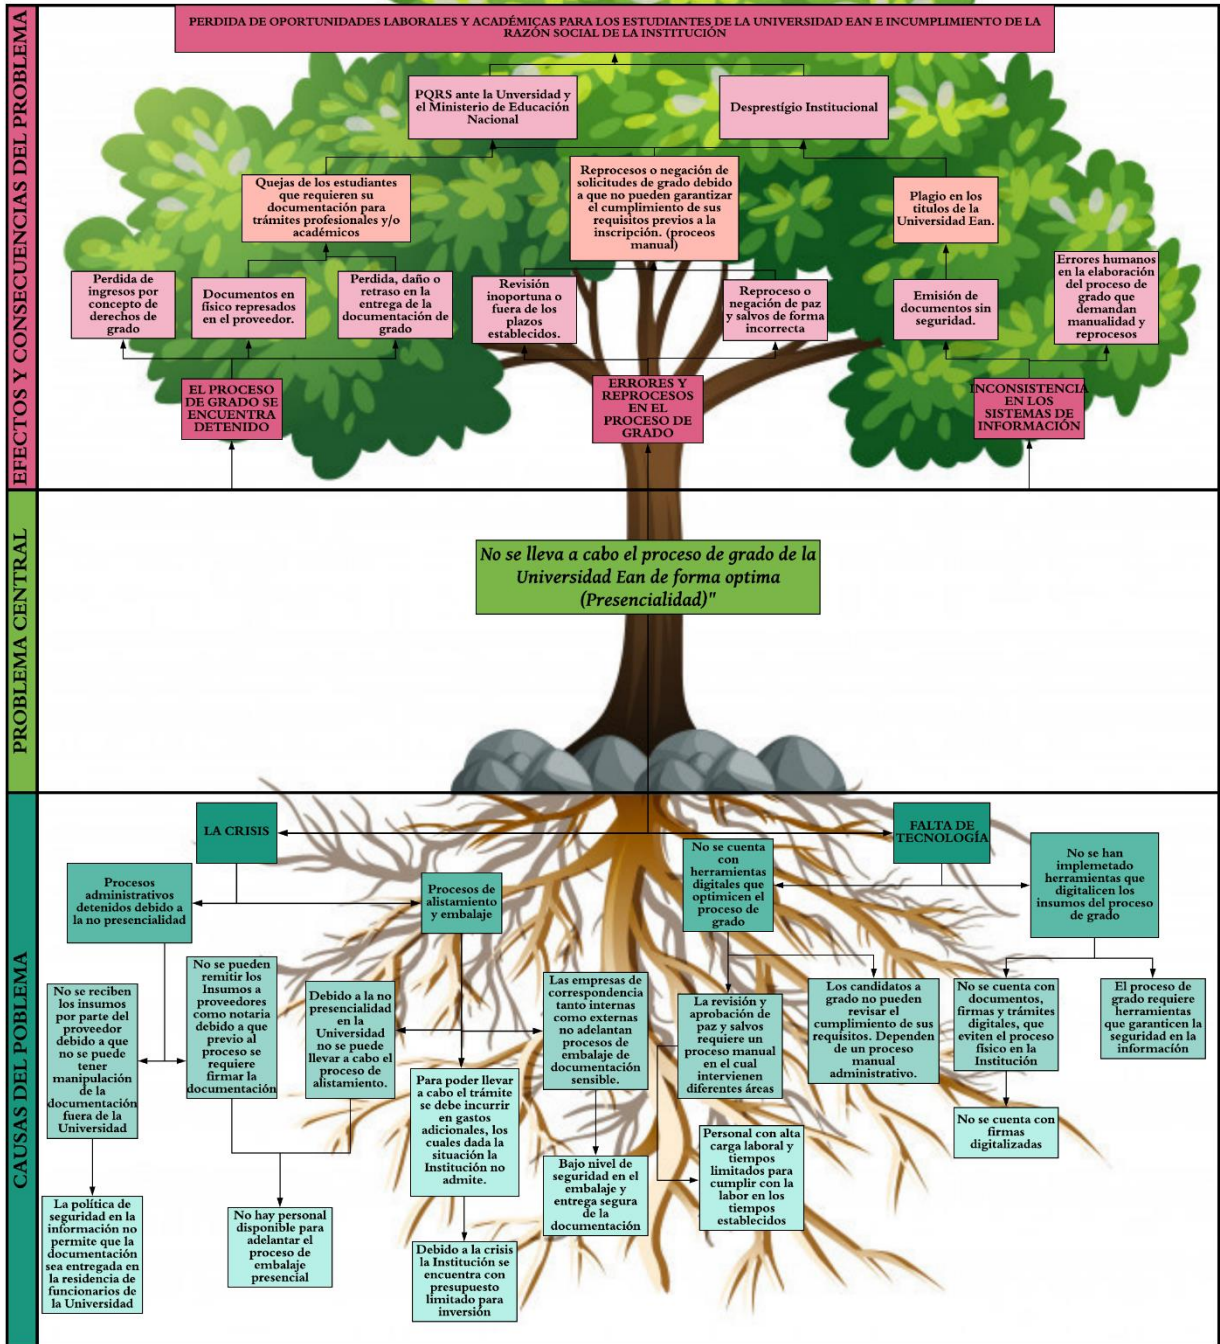 EFECTOS Y CONSECUENCIAS DEL PROBLEMA
PERDIDA DE OPORTUNIDADES LABORALES Y ACADÉMICAS PARA LOS ESTUDIANTES DE LA UNIVERSIDAD EAN E INCUMPLIMIENTO DE LA
RAZÓN SOCIAL DE LA INSTITUCIÓN
PQRS ante la Unversidad y
el Ministerio de Educación
Nacional
Desprestígio Institucional
Quejas de los estudiantes
que requieren su
documentación para
trámites profesionales y/o
académicos
Reprocesos o negación de
solicitudes de grado debido
a que no pueden garantizar
el cumplimiento de sus
requisitos previos a la
inscripción. (proceos
manual)
Plagio en los
titulos de la
Universidad Ean.
Perdida de
ingresos por
concepto de
derechos de
grado
Documentos en
físico represados
en el proveedor.
Perdida, daño o
retraso en la
entrega de la
documentación de
grado
Revisión
inoportuna o
fuera de los
plazos
establecidos.
Reproceso o
negación de paz
y salvos de forma
incorrecta
Emisión de
documentos sin
seguridad.
Errores humanos
en la elaboración
del proceso de
grado que
demandan
manualidad y
reprocesos
EL PROCESO
DE GRADO SE
ENCUENTRA
DETENIDO
ERRORES Y
REPROCESOS
EN EL
PROCESO DE
GRADO
INCONSISTENCIA
EN LOS
SISTEMAS DE
INFORMACIÓN
PROBLEMA CENTRAL
No se lleva a cabo el proceso de grado de la
Universidad Ean de forma optima
(Presencialidad)"
CAUSAS DEL POBLEMA
LA CRISIS
FALTA DE
TECNOLOGÍA
Procesos
administrativos
detenidos debido a
la no presencialidad
Procesos de
alistamiento
y embalaje
No se cuenta
con
herramientas
digitales que
optimicen el
proceso de
grado
No se han
implemetado
herramientas que
digitalicen los
insumos del proceso
de grado
No se reciben
los insumos
por parte del
proveedor
debido a que
no se puede
tener
manipulación
de la
documentación
fuera de la
Universidad
No se pueden
remitir los
Insumos a
proveedores
como notaria
debido a que
previo al
proceso se
requiere
firmar la
documentación
Debido a la no
presencialidad
en la
Universidad
no se puede
llevar a cabo el
proceso de
alistamiento.
Las empresas de
correspondencia
tanto internas
como externas
no adelantan
procesos de
embalaje de
documentación
sensible.
La revisión y
aprobación de
paz y salvos
requiere un
proceso manual
en el cual
intervienen
diferentes áreas
Los candidatos a
grado no pueden
revisar el
cumplimiento de sus
requisitos. Dependen
de un proceso
manual
administrativo.
No se cuenta con
documentos,
firmas y trámites
digitales, que
eviten el proceso
físico en la
Institución
El proceso de
grado requiere
herramientas
que garanticen la
seguridad en la
información
Para poder llevar
a cabo el trámite
se debe incurrir
en gastos
adicionales, los
cuales dada la
situación la
Institución no
admite.
No se cuenta con
firmas
digitalizadas
Personal con alta
carga laboral y
tiempos
limitados para
cumplir con la
labor en los
tiempos
establecidos
Bajo nivel de
seguridad en el
embalaje y
entrega segura
de la
documentación
La política de
seguridad en la
información no
permite que la
documentación
sea entregada en
la residencia de
funcionarios de
la Universidad
No hay personal
disponible para
adelantar el
proceso de
embalaje
presencial
Debido a la crisis
la Institución se
encuentra con
presupuesto
limitado para
inversión